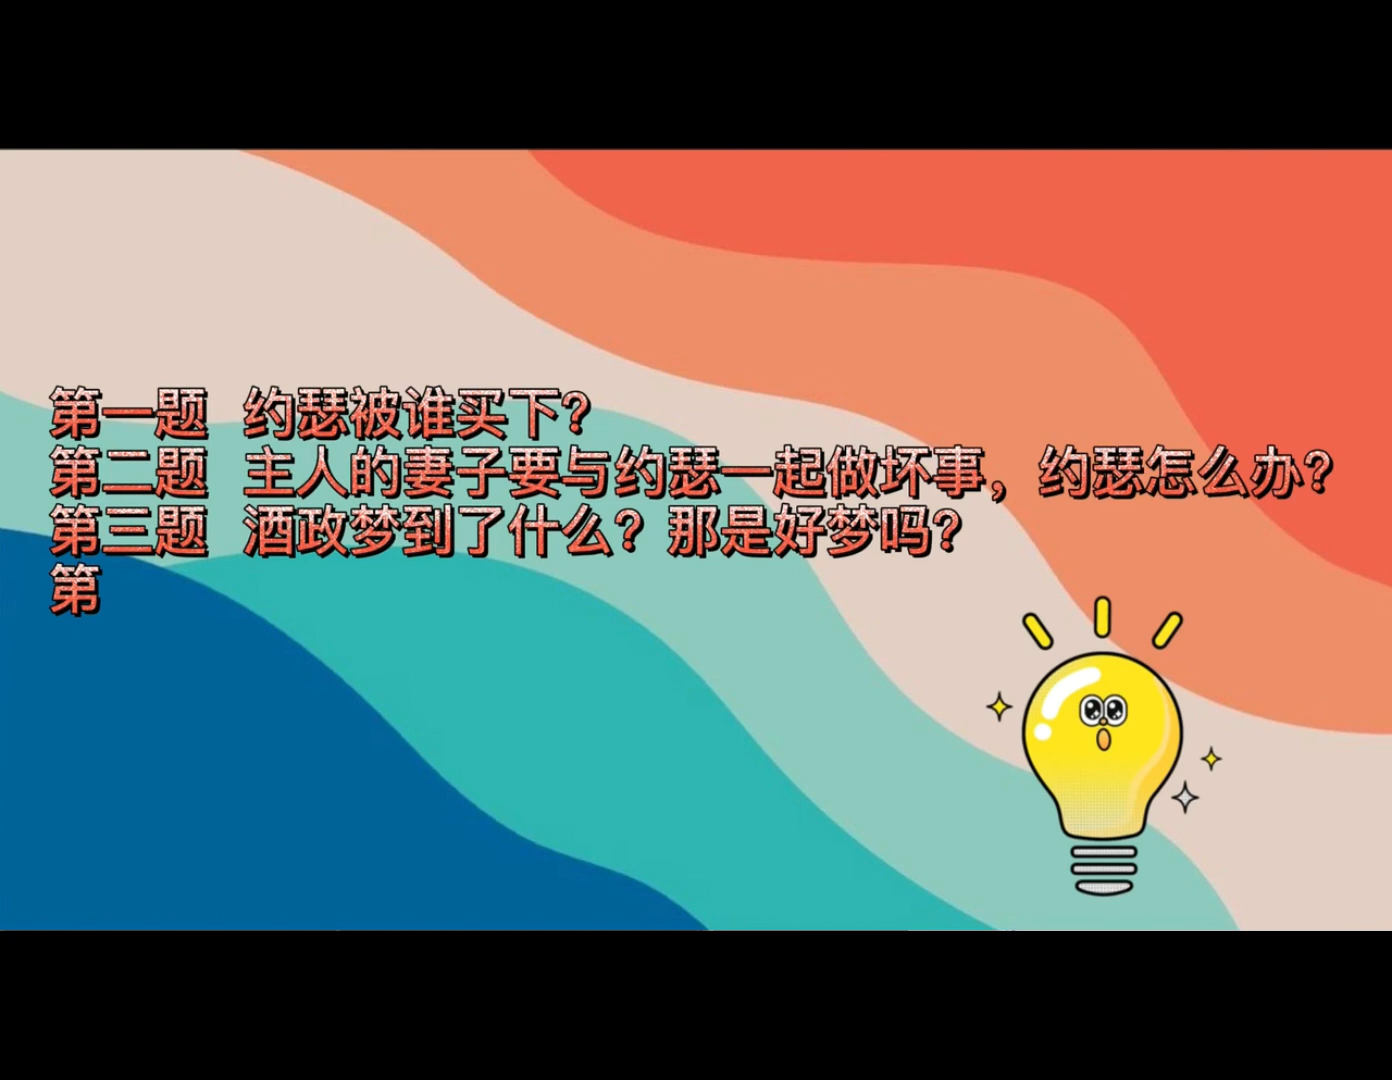 第一题 约瑟被谁买下?
第二题 主人的妻子要与约瑟一起做坏事，约瑟怎么办?
第三题 酒政梦到了什么? 那是好梦吗?
第